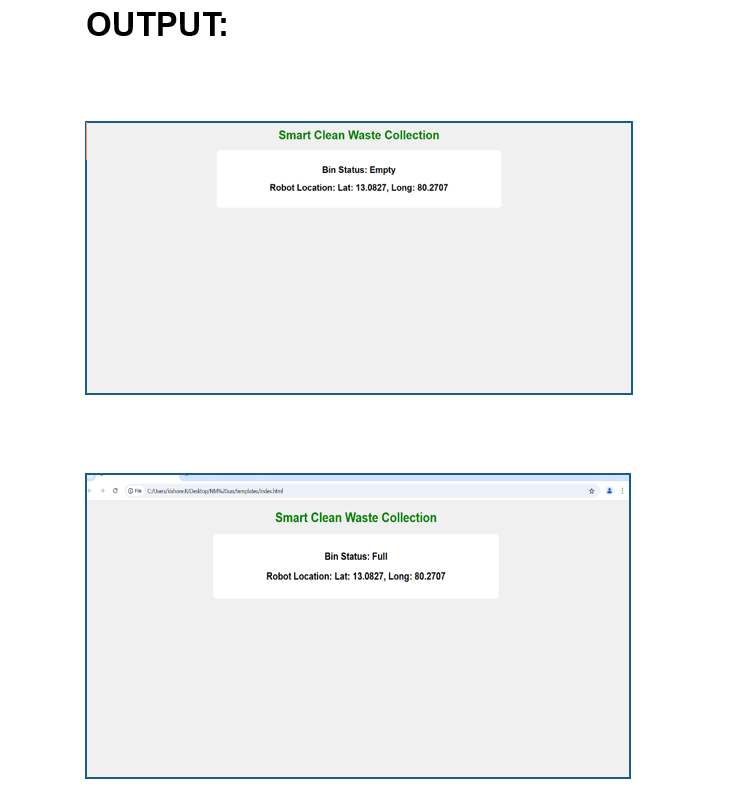 OUTPUT:
Smart Clean Waste Collection
Bin Status: Empty
Robot Location: Lat: 13.0827, Long: 80.2707
File C:/Users/kishore.K/Desktop/NM%20sus/templates/index.html
Smart Clean Waste Collection
Bin Status: Full
Robot Location: Lat: 13.0827, Long: 80.2707